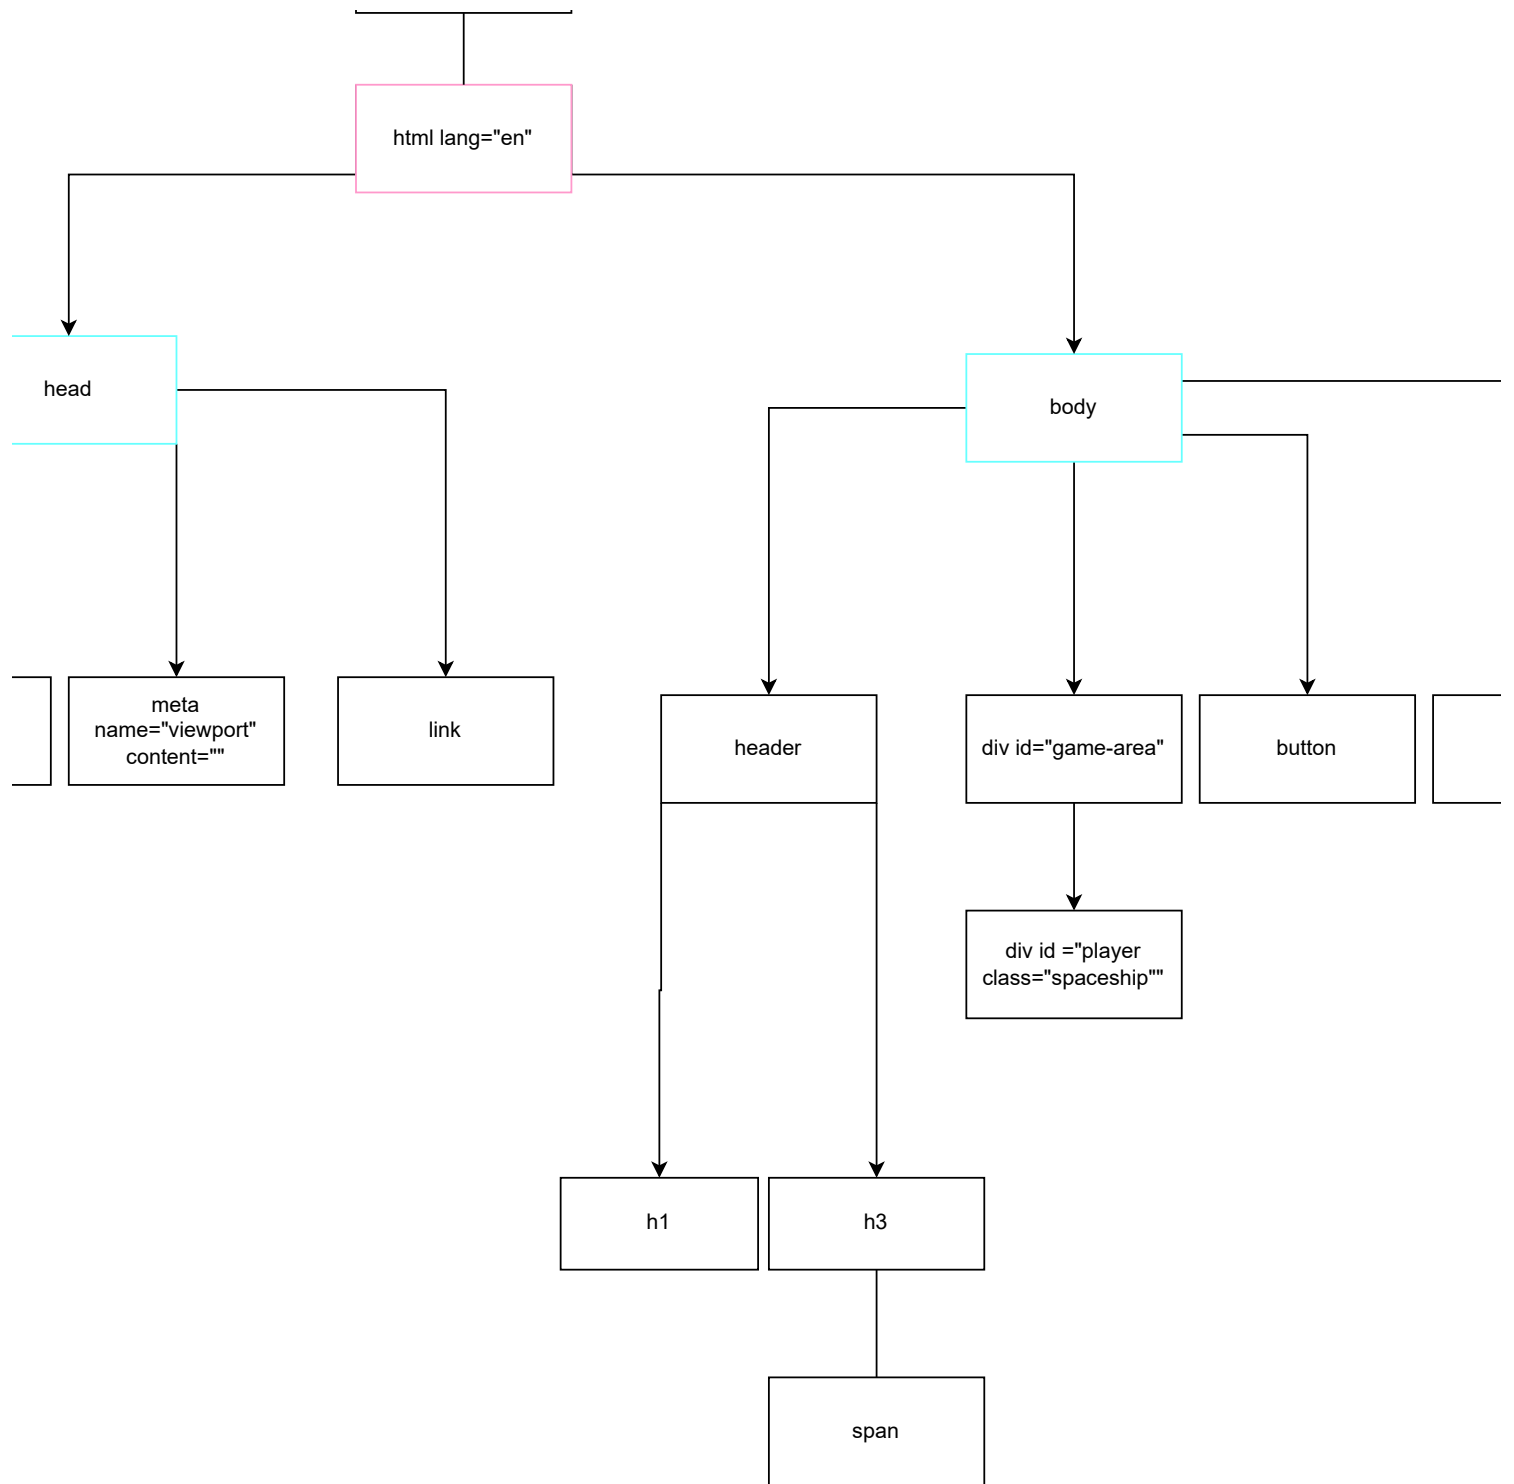 html lang="en"
head
body
meta
name="viewport"
content=""
link
header
div id="game-area"
button
div id ="player
class="spaceship""
h1
h3
span